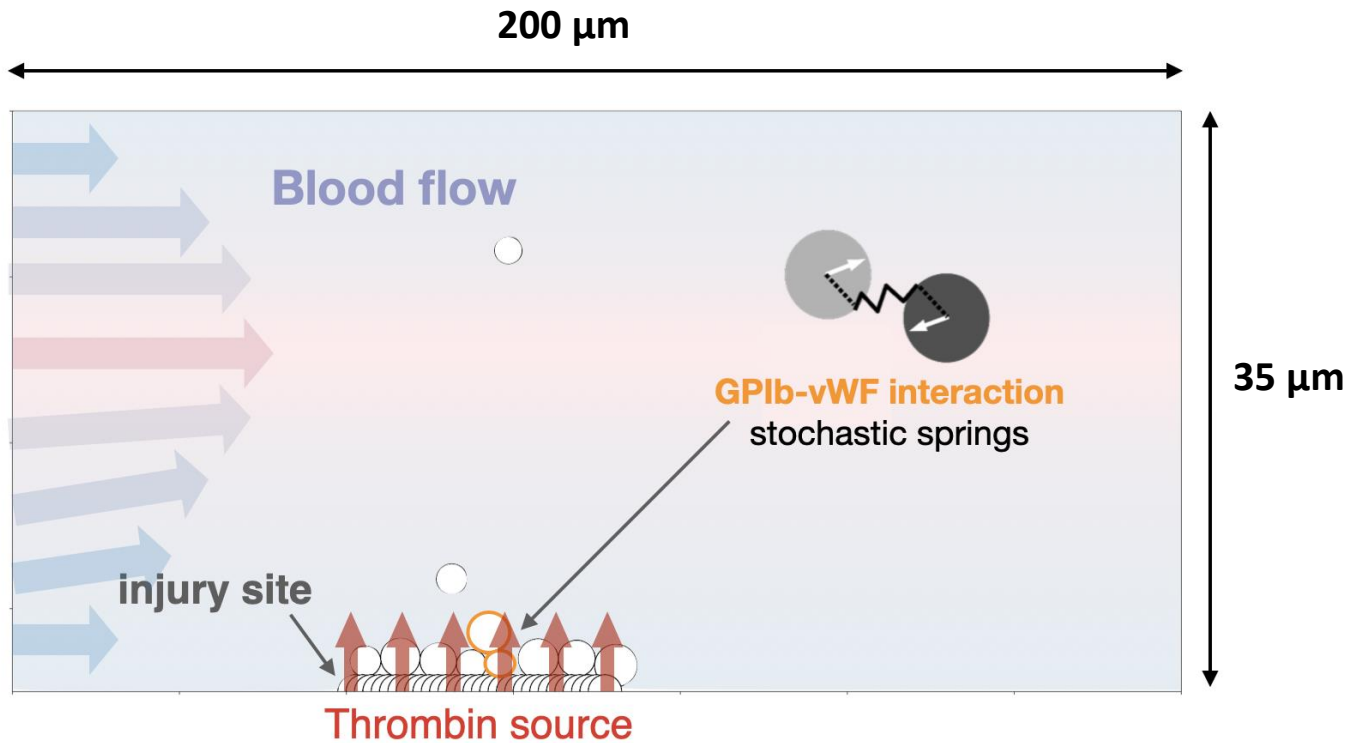 200 μm
Blood flow
GPIb-vWF interaction
stochastic springs
35 μm
injury site
Thrombin source